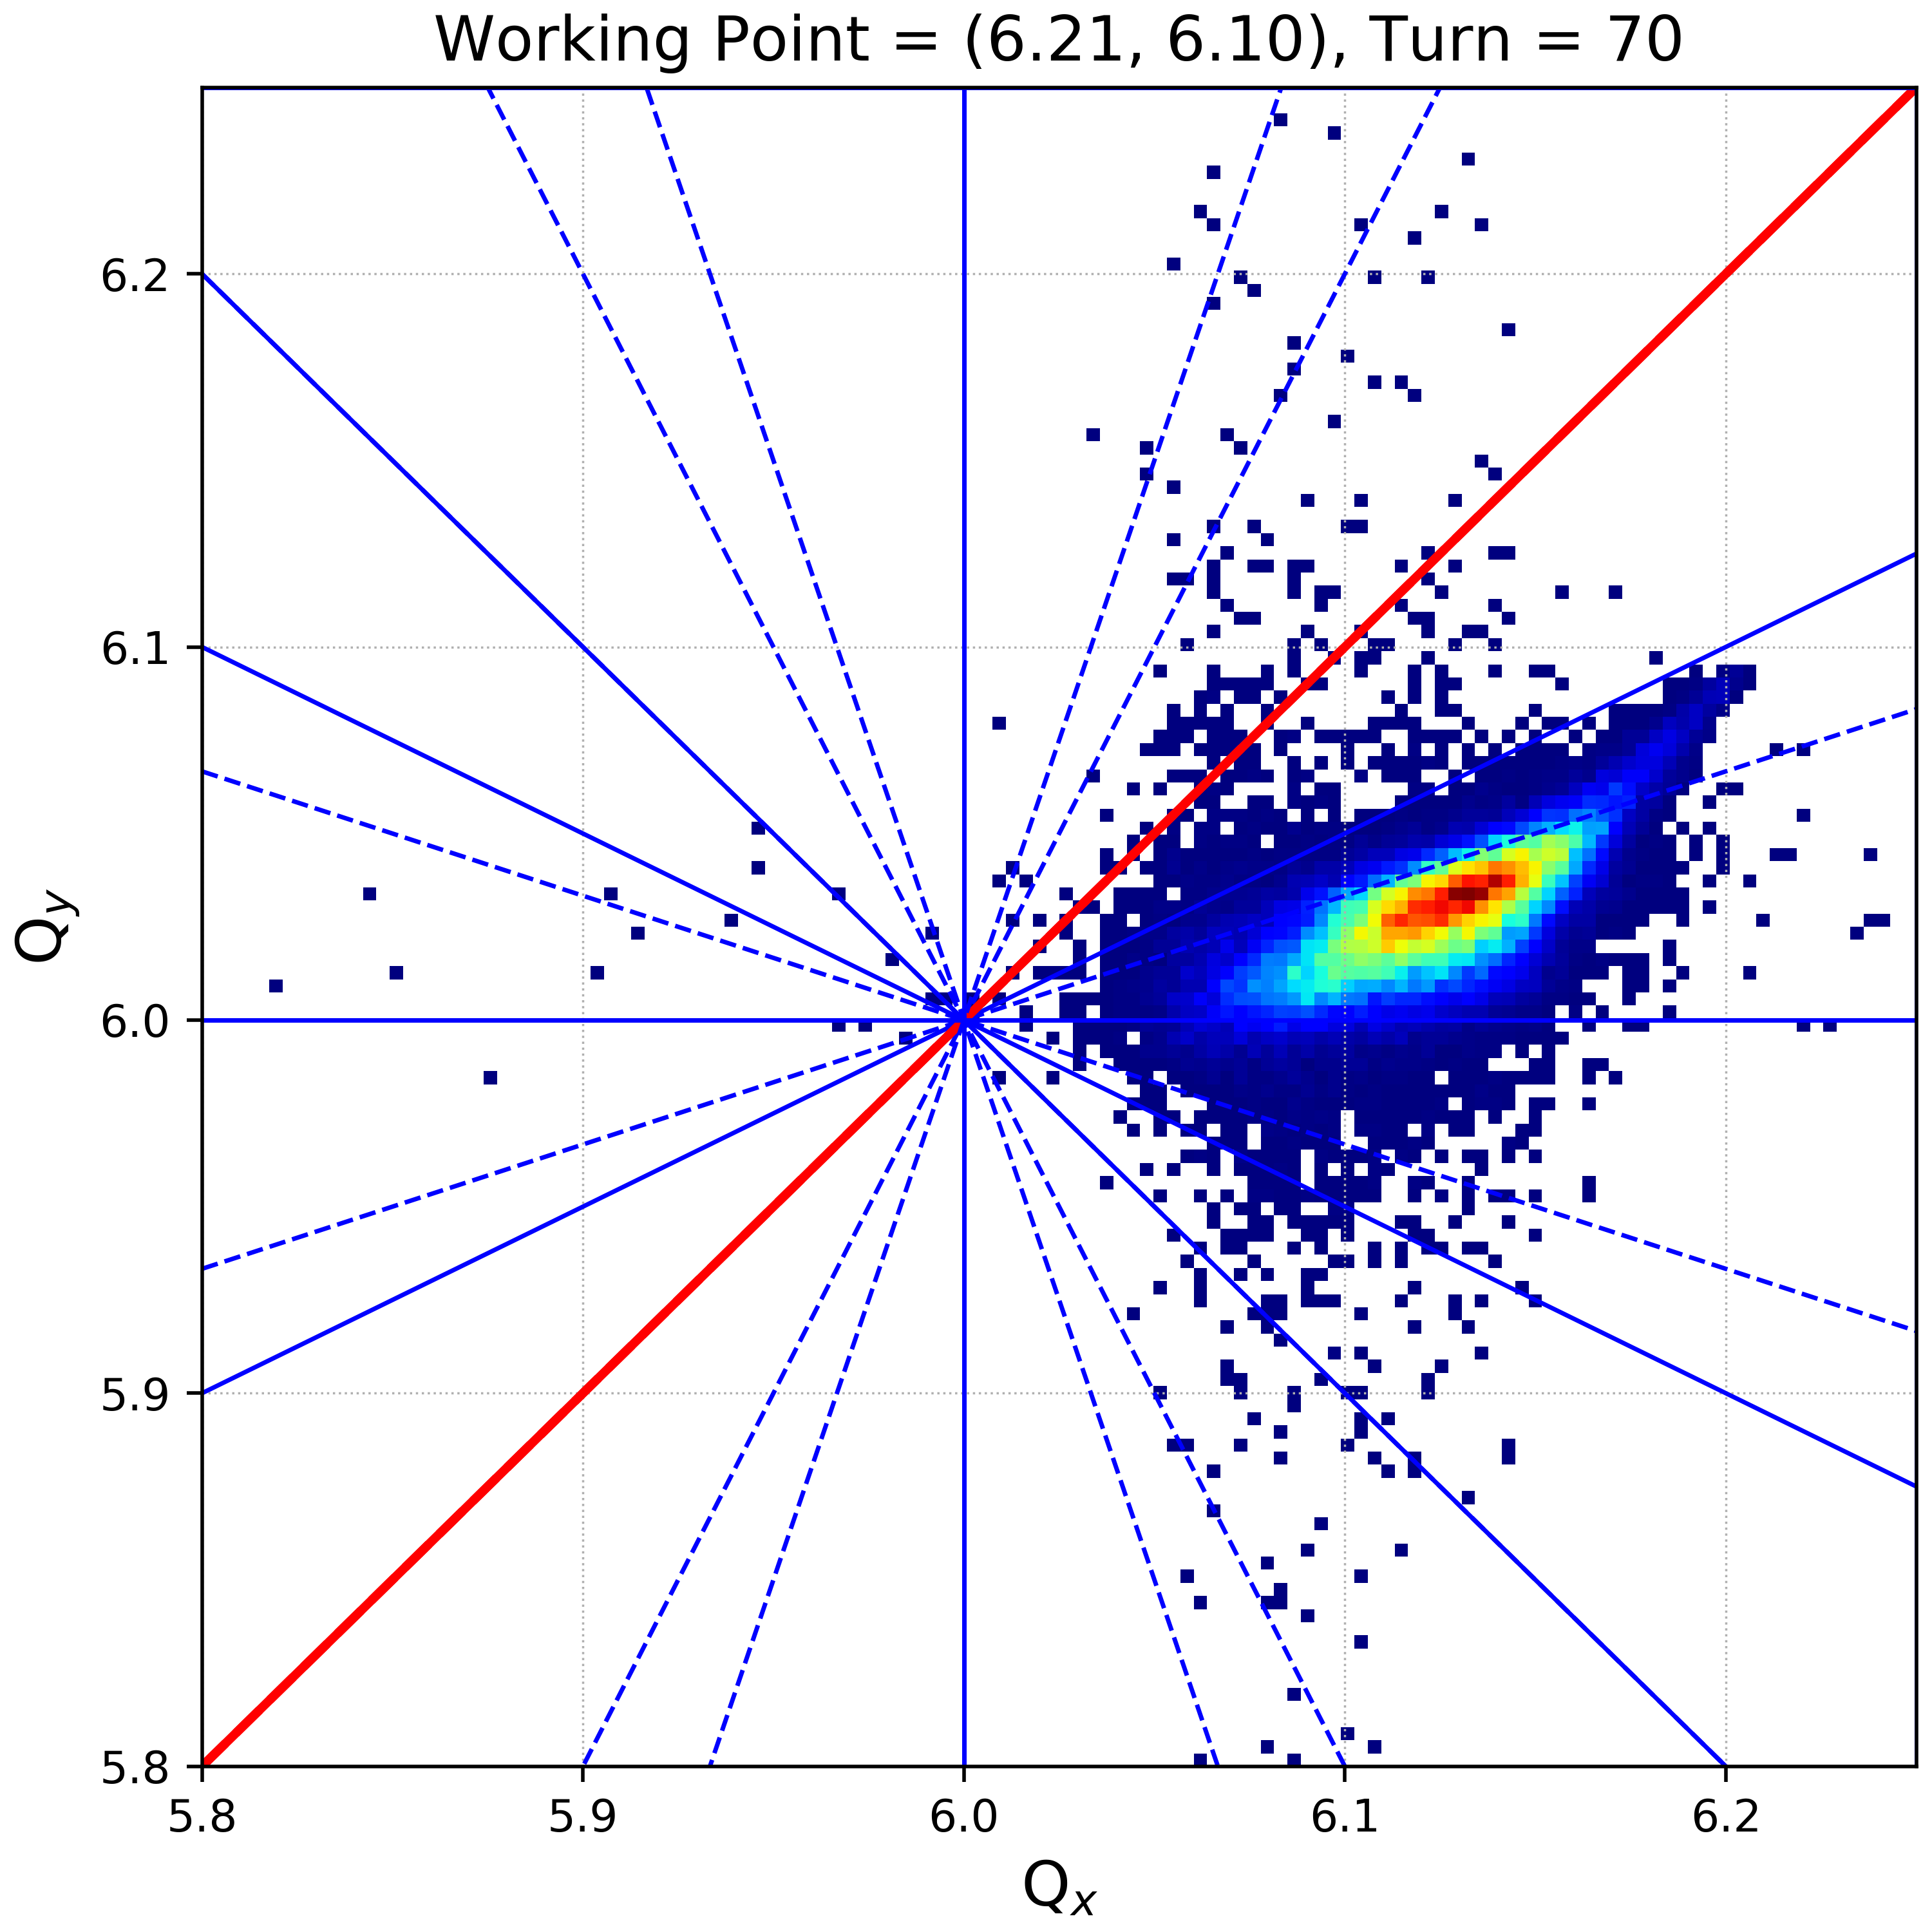 Working Point = (6.21, 6.10), Turn = 70
6.2
6.1
6.0
5.9
5.8
Qy
5.8 5.9 6.0 6.1 6.2
Qx